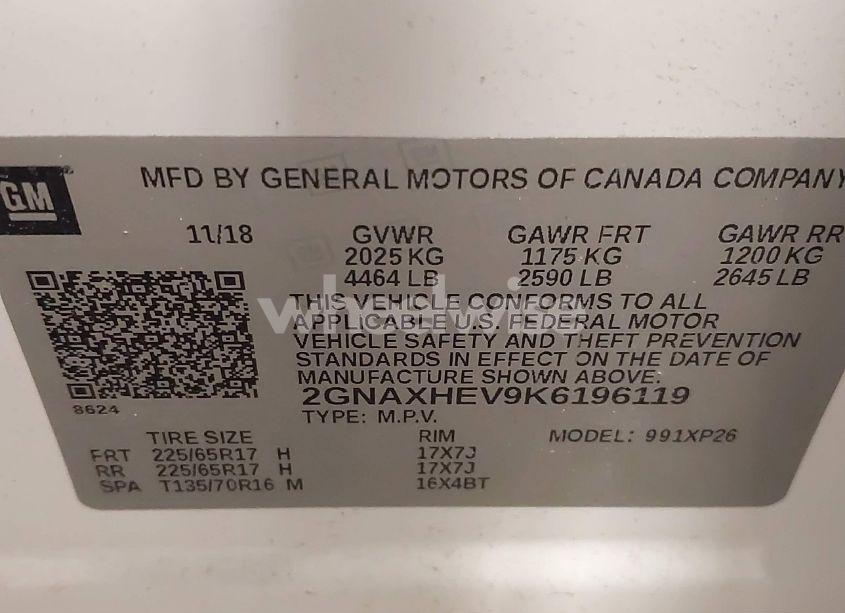 GM
MFD BY GENERAL MOTORS OF CANADA COMPANY
11/18 GVWR GAWR FRT GAWR RR
2025 KG 1175 KG 1200 KG
4464 LB 2590 LB 2645 LB
THIS VEHICLE CONFORMS TO ALL
APPLICABLE U.S. FEDERAL MOTOR
VEHICLE SAFETY AND THEFT PREVENTION
STANDARDS IN EFFECT ON THE DATE OF
MANUFACTURE SHOWN ABOVE.
2GNAXHEV9K6196119
8624
TYPE: M.P.V.
TIRE SIZE RIM MODEL: 991XP26
FRT 225/65R17 H 17X7J
RR 225/65R17 H 17X7J
SPA T135/70R16 M 16X4BT